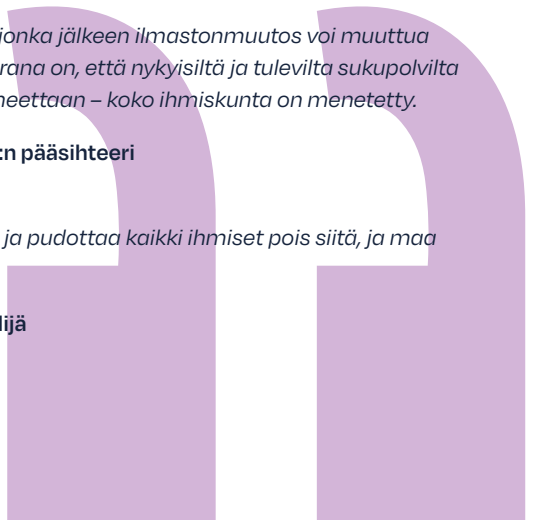 jonka jälkeen ilmastonmuutos voi muuttua
rana on, että nykyisiltä ja tulevilta sukupolvilta
neettaan – koko ihmiskunta on menetetty.
:n pääsihteeri
ja pudottaa kaikki ihmiset pois siitä, ja maa
lijä